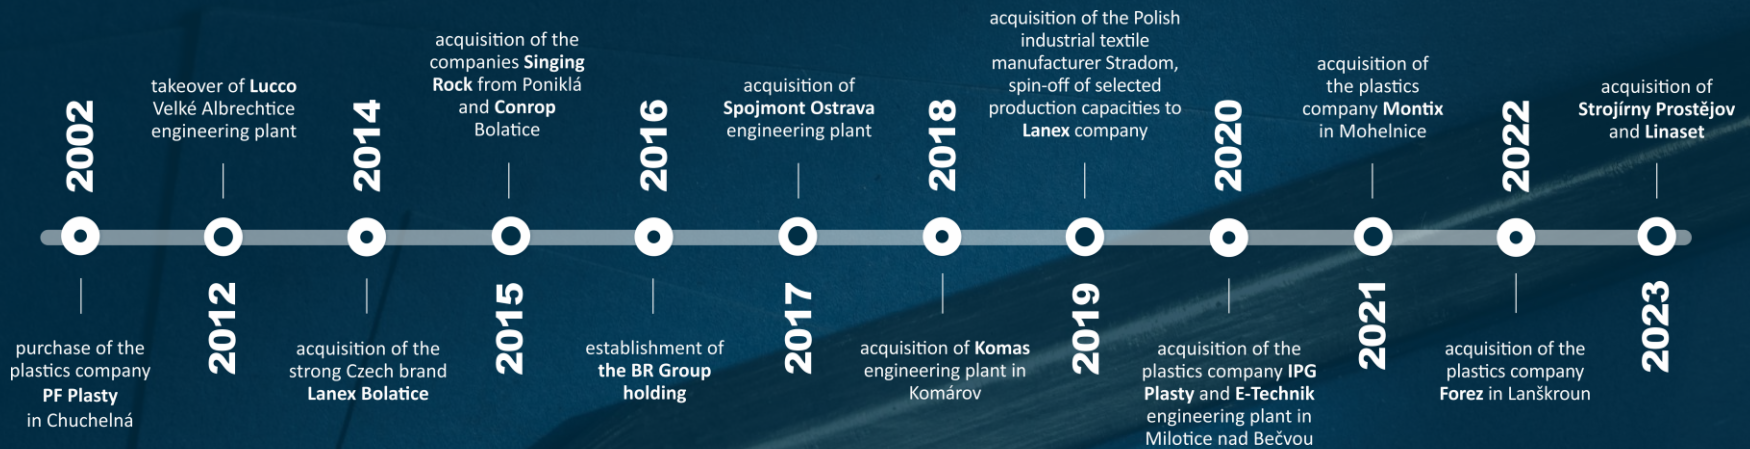 2002
purchase of the
plastics company
PF Plasty
in Chuchelná
takeover of Lucco
Velké Albrechtice
engineering plant
2012
2014
acquisition of the
strong Czech brand
Lanex Bolatice
acquisition of the
companies Singing
Rock from Poniklá
and Conrop
Bolatice
2015
2016
establishment of
the BR Group
holding
acquisition of
Spojmont Ostrava
engineering plant
2017
2018
acquisition of Komas
engineering plant in
Komárov
acquisition of the Polish
industrial textile
manufacturer Stradom,
spin-off of selected
production capacities to
Lanex company
2019
2020
acquisition of the
plastics company IPG
Plasty and E-Technik
engineering plant in
Milotice nad Bečvou
acquisition of
the plastics
company Montix
in Mohelnice
2021
2022
acquisition of the
plastics company
Forez in Lanškroun
acquisition of
Strojírny Prostějov
and Linaset
2023